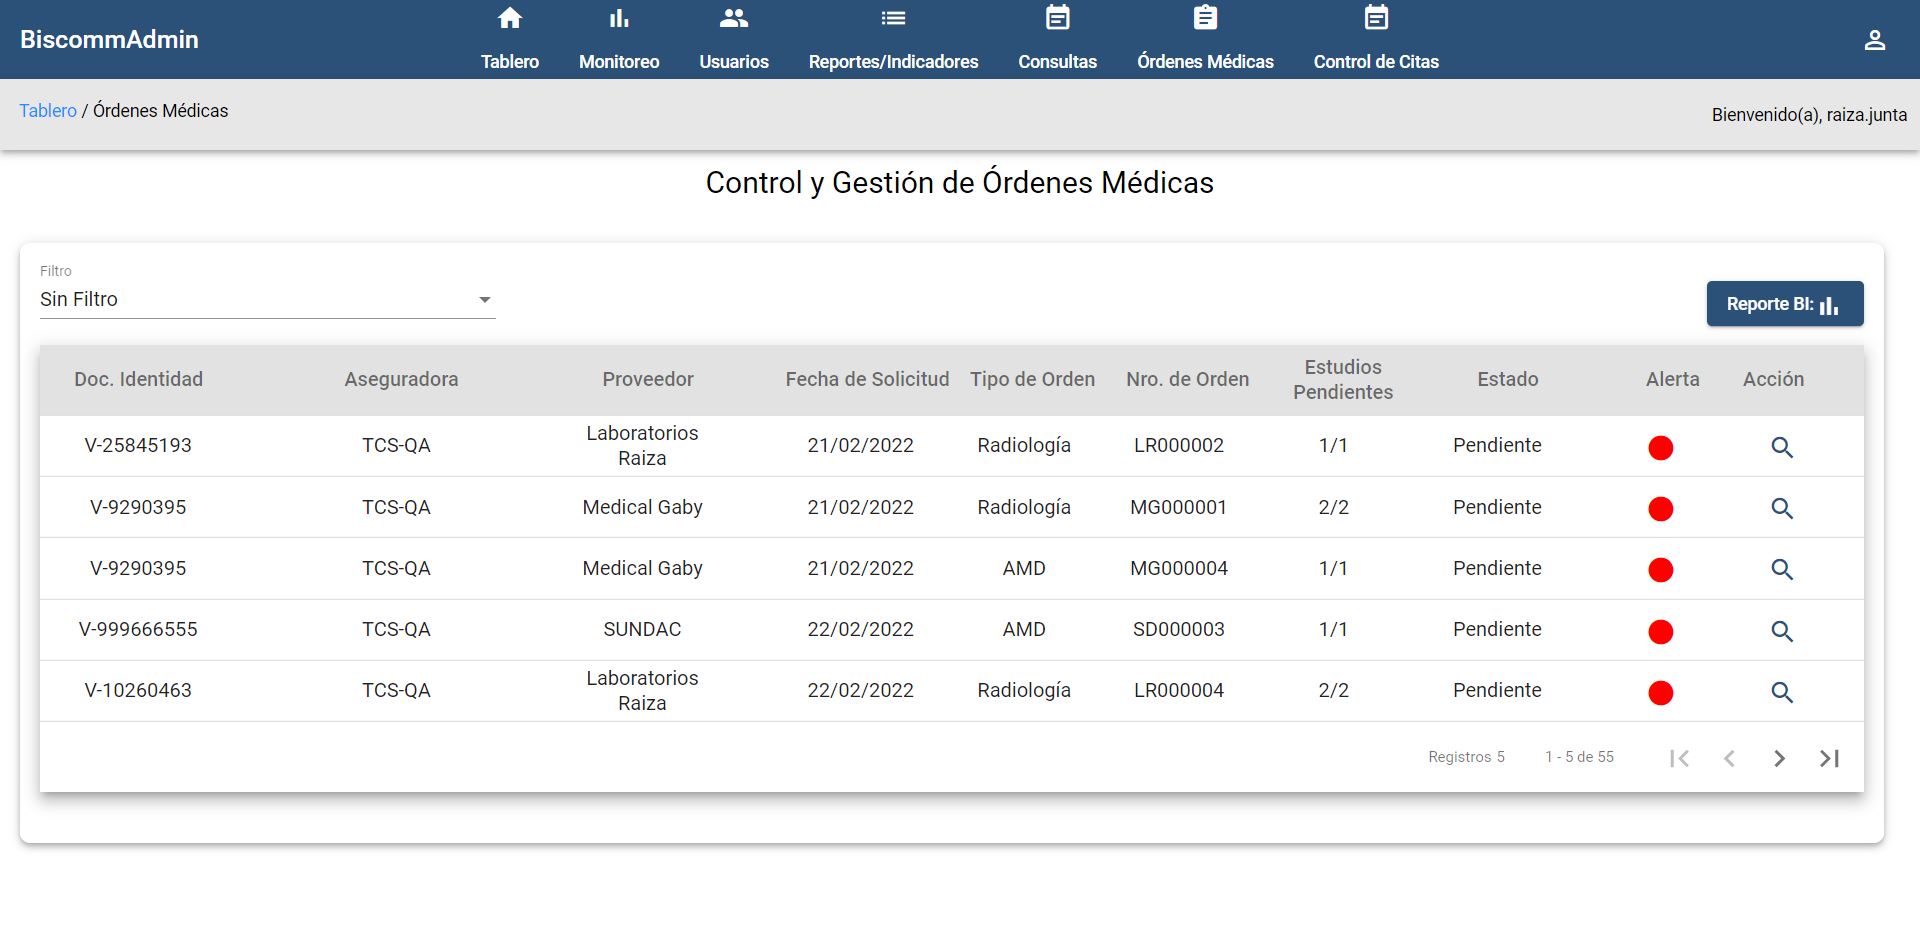 BiscommAdmin
Tablero
Monitoreo
Usuarios
Reportes/Indicadores
Consultas
Órdenes Médicas
Control de Citas
Tablero / Órdenes Médicas
Bienvenido(a), raiza.junta
Control y Gestión de Órdenes Médicas
Filtro
Sin Filtro
Reporte BI:
Doc. Identidad Aseguradora Proveedor Fecha de Solicitud Tipo de Orden Nro. de Orden Estudios Pendientes Estado Alerta Acción
V-25845193 TCS-QA Laboratorios Raiza 21/02/2022 Radiología LR000002 1/1 Pendiente
V-9290395 TCS-QA Medical Gaby 21/02/2022 Radiología MG000001 2/2 Pendiente
V-9290395 TCS-QA Medical Gaby 21/02/2022 AMD MG000004 1/1 Pendiente
V-999666555 TCS-QA SUNDAC 22/02/2022 AMD SD000003 1/1 Pendiente
V-10260463 TCS-QA Laboratorios Raiza 22/02/2022 Radiología LR000004 2/2 Pendiente
Registros 5 1 - 5 de 55